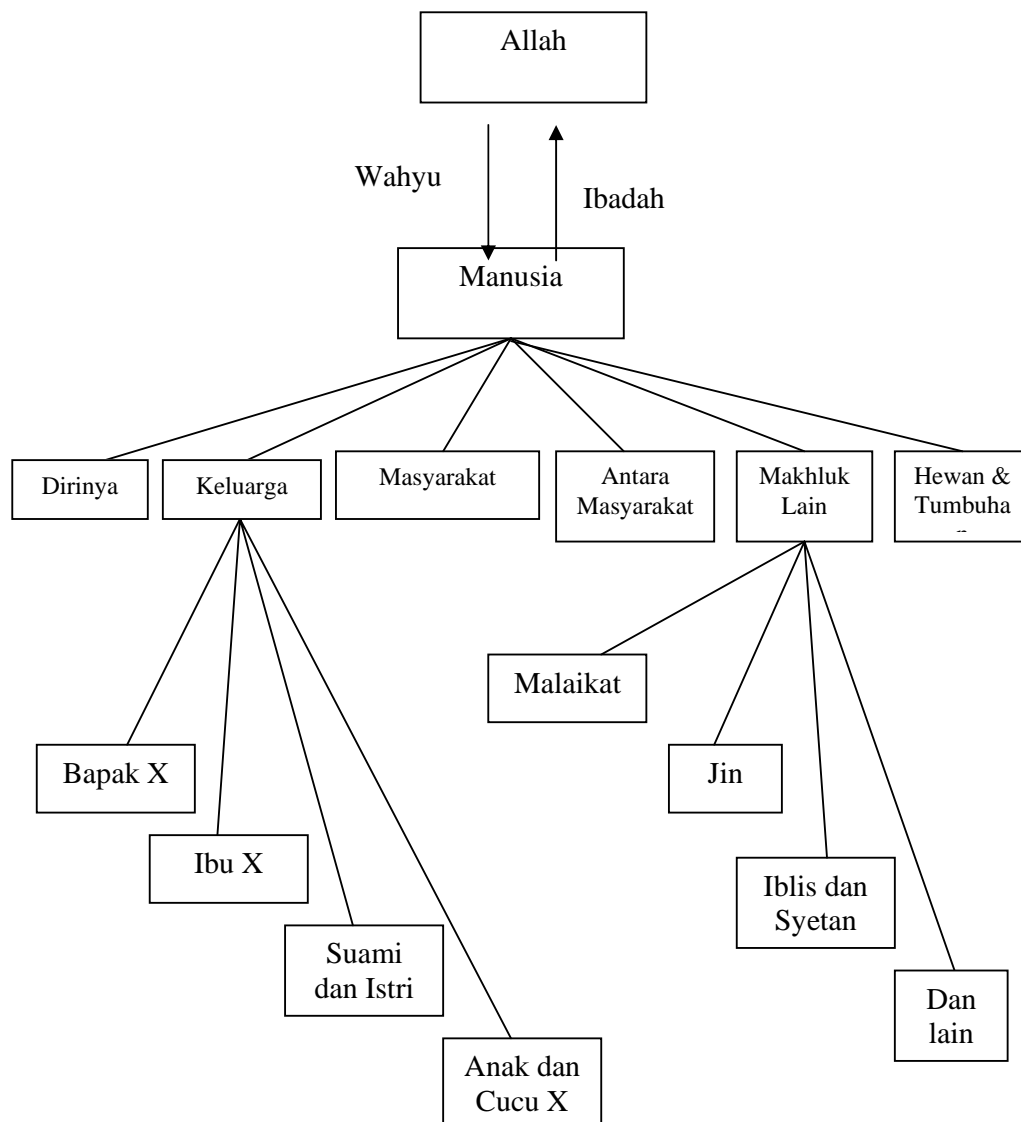 Allah
Wahyu
Ibadah
Manusia
Dirinya
Keluarga
Masyarakat
Antara
Masyarakat
Makhluk
Lain
Hewan &
Tumbuha
Malaikat
Bapak X
Jin
Ibu X
Iblis dan
Syetan
Suami
dan Istri
Dan
lain
Anak dan
Cucu X